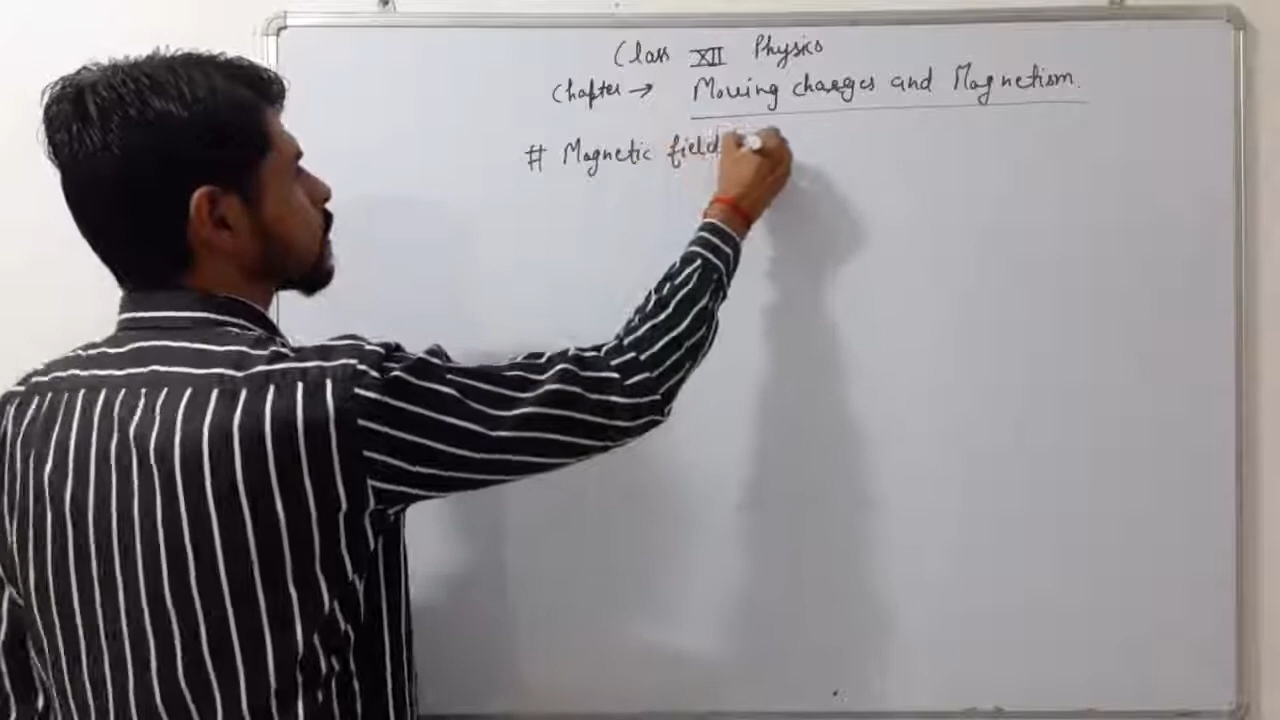 Class XII Physics
Chapter → Moving charges and Magnetism.
# Magnetic field